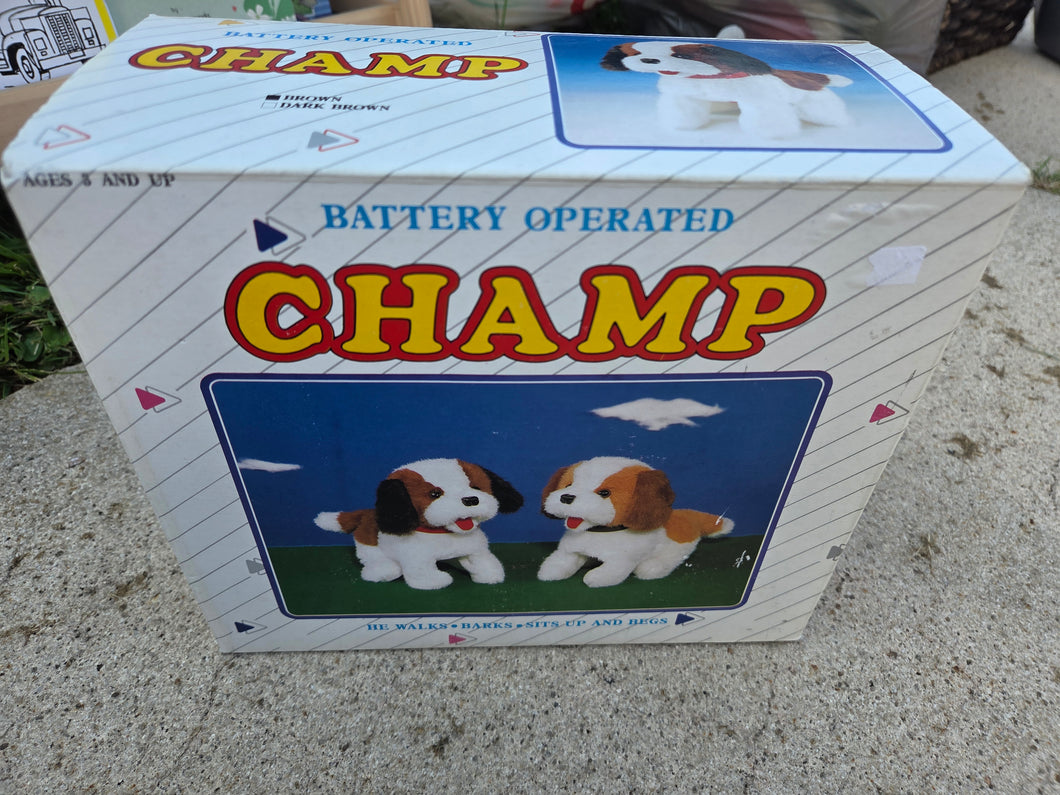 BATTERY OPERATED
CHAMP
BROWN
DARK BROWN
AGES 3 AND UP
BATTERY OPERATED
CHAMP
HE WALKS • BARKS • SITS UP AND BEGS